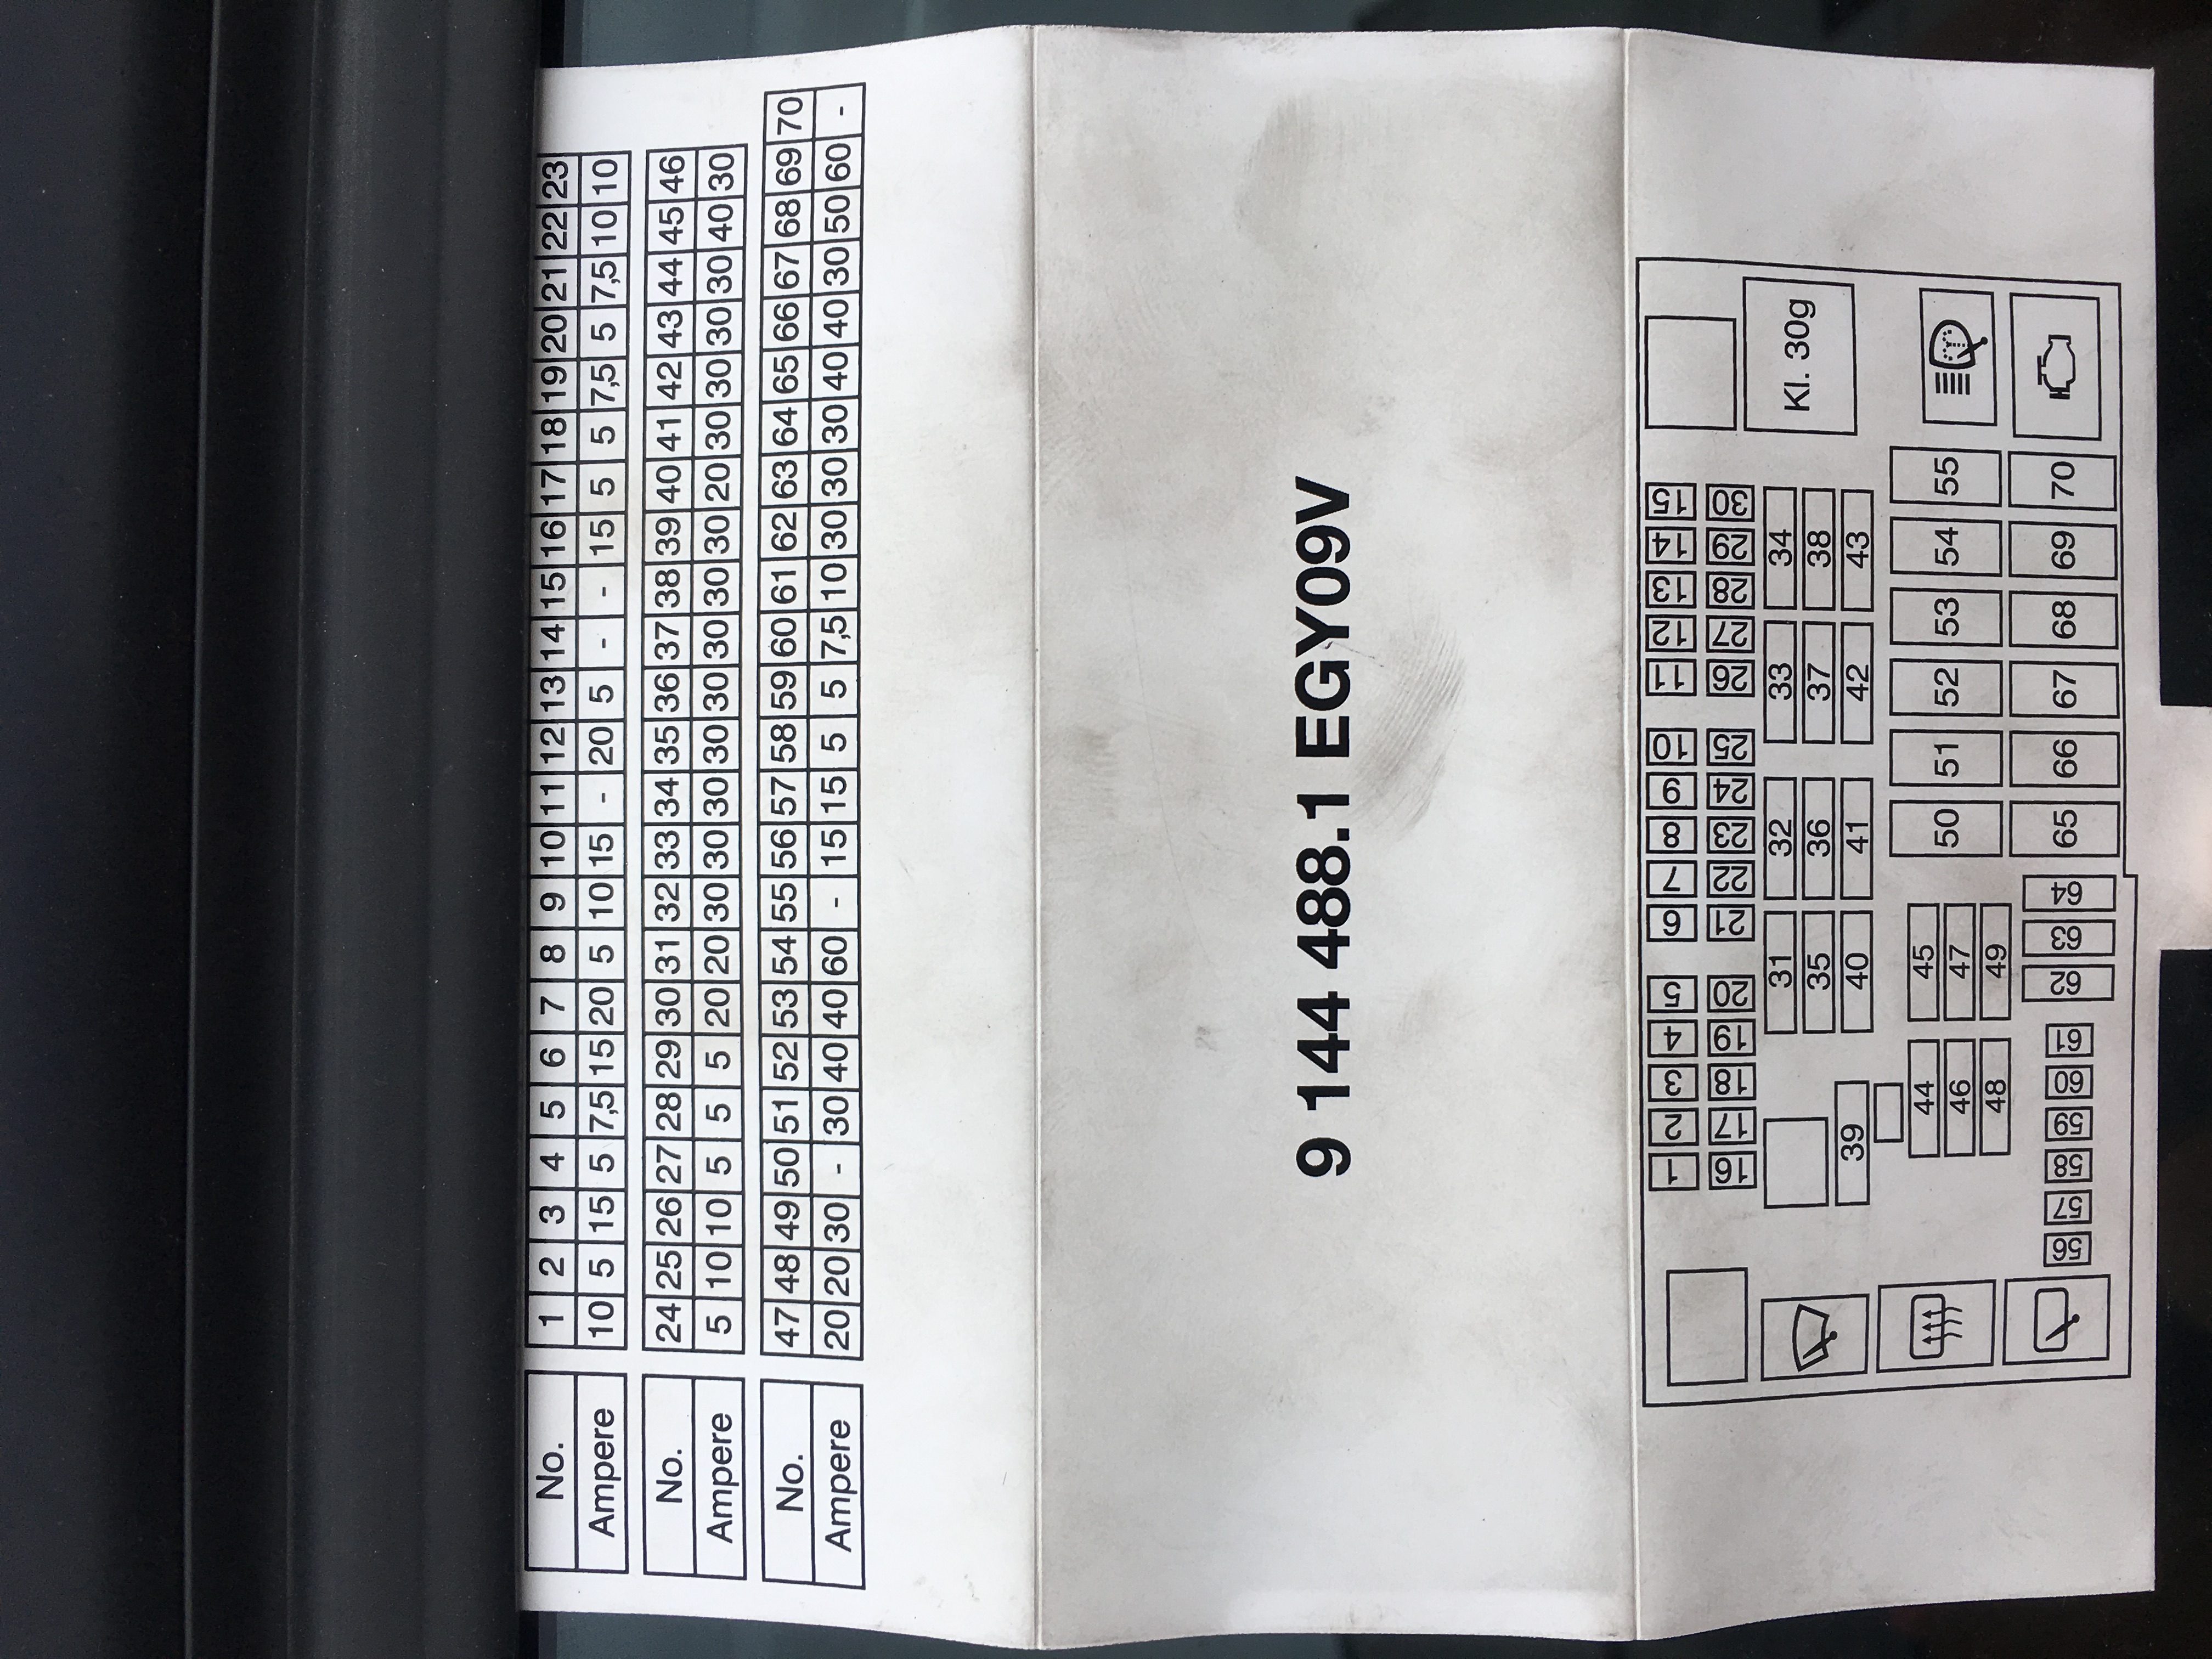 No. 1 2 3 4 5 6 7 8 9 10 11 12 13 14 15 16 17 18 19 20 21 22 23
Ampere 10 5 15 5 7,5 15 20 5 10 15 - 20 5 - - 15 5 5 7,5 5 7,5 10 10
No. 24 25 26 27 28 29 30 31 32 33 34 35 36 37 38 39 40 41 42 43 44 45 46
Ampere 5 10 10 5 5 5 20 20 30 30 30 30 30 30 30 30 20 30 30 30 30 40 30
No. 47 48 49 50 51 52 53 54 55 56 57 58 59 60 61 62 63 64 65 66 67 68 69 70
Ampere 20 20 30 - 30 40 40 60 - 15 15 5 5 7,5 10 30 30 30 40 40 30 50 60 -
9 144 488.1 EGY09V
1 2 3 4 5 6 7 8 9 10 11 12 13 14 15
16 17 18 19 20 21 22 23 24 25 26 27 28 29 30
31 32 33 34 Kl. 30g
35 36 37 38
39 40 41 42 43
44 45
46 47 50 51 52 53 54 55
48 49
56 57 58 59 60 61 62 63 64 65 66 67 68 69 70